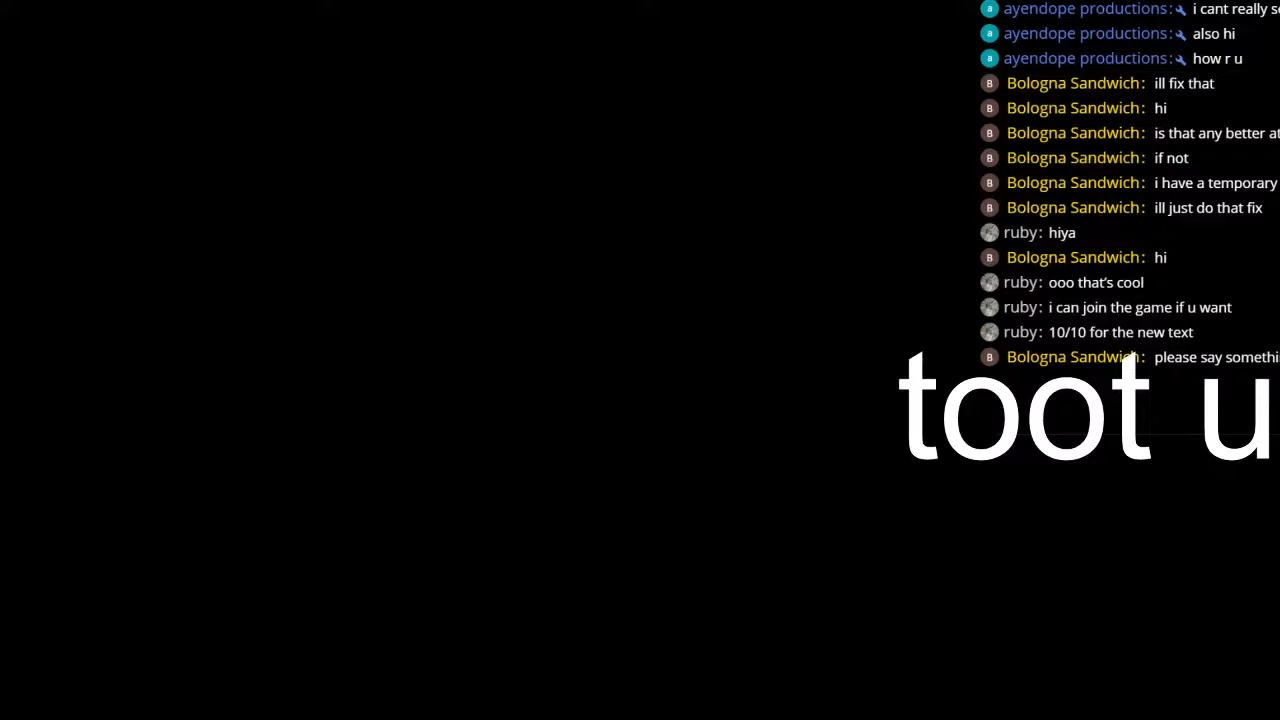 a ayendope productions: i cant really
a ayendope productions: also hi
a ayendope productions: how r u
B Bologna Sandwich: ill fix that
B Bologna Sandwich: hi
B Bologna Sandwich: is that any better
B Bologna Sandwich: if not
B Bologna Sandwich: i have a temporary
B Bologna Sandwich: ill just do that fix
ruby: hiya
B Bologna Sandwich: hi
ruby: ooo that's cool
ruby: i can join the game if u want
ruby: 10/10 for the new text
B Bologna Sandwich: please say
toot u